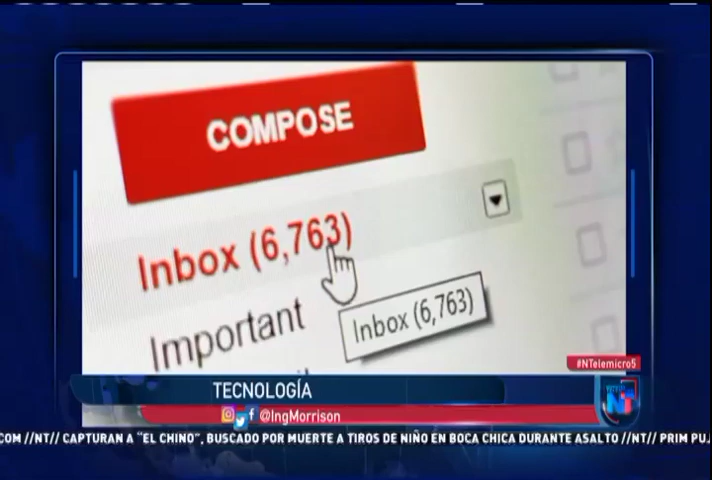 COMPOSE
Inbox (6,763)
Inbox (6,763)
Important
#NTelemicro5
TECNOLOGÍA
@IngMorrison
NT
COM //NT// CAPTURAN A "EL CHINO", BUSCADO POR MUERTE A TIROS DE NIÑO EN BOCA CHICA DURANTE ASALTO //NT// PRIM PU